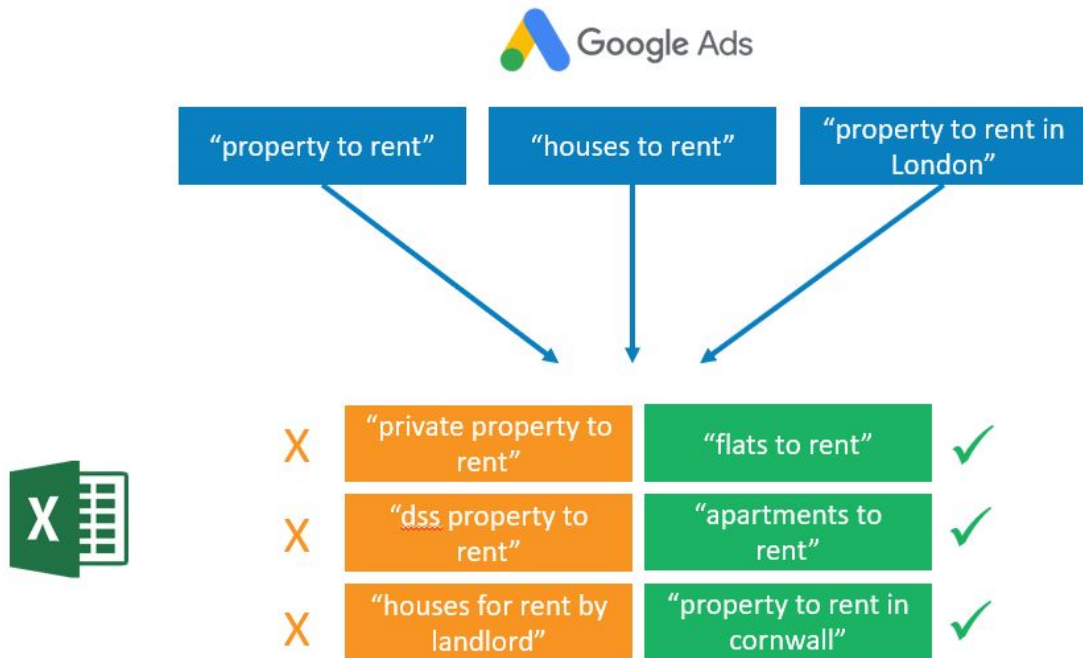 Google Ads
“property to rent”
“houses to rent”
“property to rent in
London”
X
“private property to
rent”
“flats to rent”
✓
X
X
“dss property to
rent”
“apartments to
rent”
✓
X
“houses for rent by
landlord”
“property to rent in
cornwall”
✓